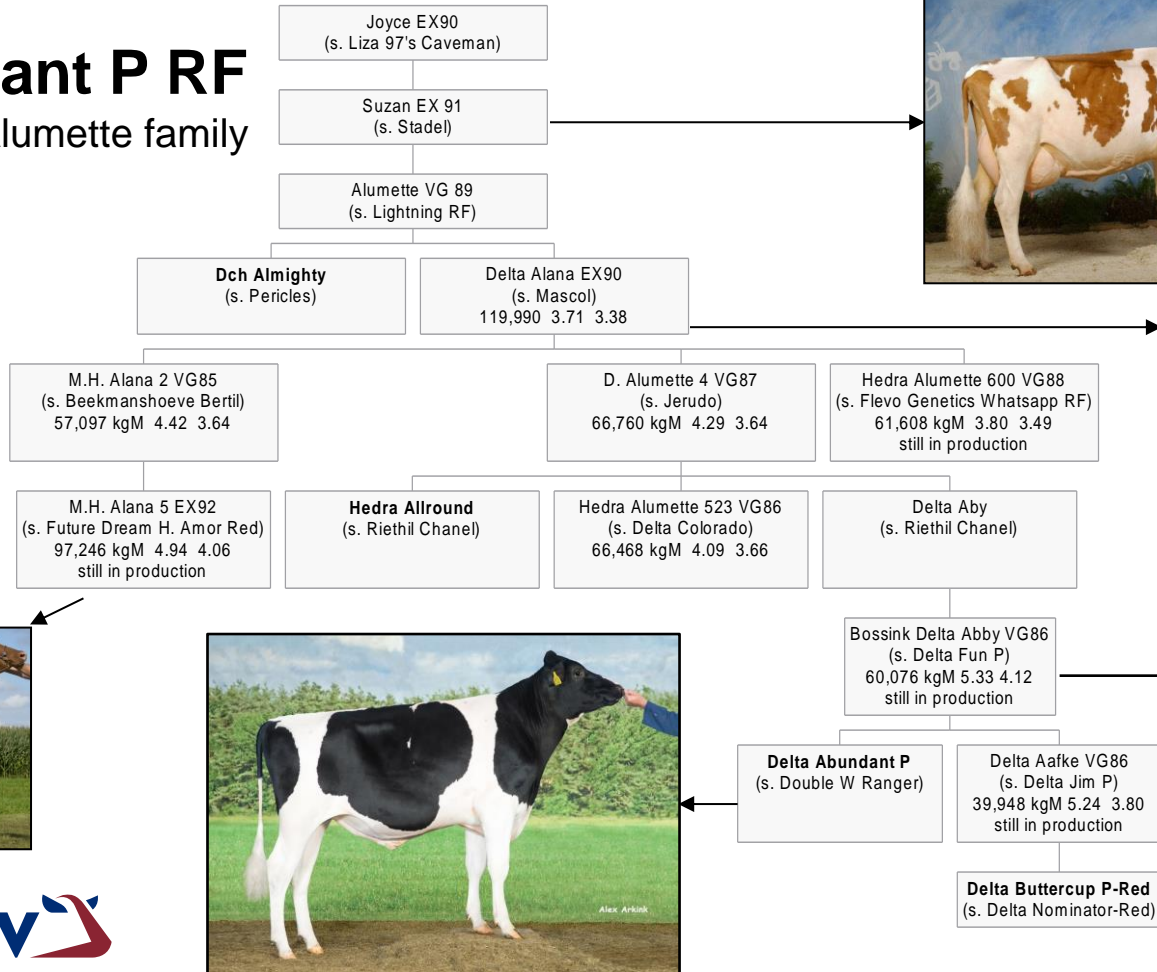 ant P RF
lumette family
Joyce EX90
(s. Liza 97's Caveman)
Suzan EX 91
(s. Stadel)
Alumette VG 89
(s. Lightning RF)
Dch Almighty
(s. Pericles)
Delta Alana EX90
(s. Mascol)
119,990 3.71 3.38
M.H. Alana 2 VG85
(s. Beekmanshoeve Bertil)
57,097 kgM 4.42 3.64
D. Alumette 4 VG87
(s. Jerudo)
66,760 kgM 4.29 3.64
Hedra Alumette 600 VG88
(s. Flevo Genetics Whatsapp RF)
61,608 kgM 3.80 3.49
still in production
M.H. Alana 5 EX92
(s. Future Dream H. Amor Red)
97,246 kgM 4.94 4.06
still in production
Hedra Allround
(s. Riethil Chanel)
Hedra Alumette 523 VG86
(s. Delta Colorado)
66,468 kgM 4.09 3.66
Delta Aby
(s. Riethil Chanel)
Bossink Delta Abby VG86
(s. Delta Fun P)
60,076 kgM 5.33 4.12
still in production
Delta Abundant P
(s. Double W Ranger)
Delta Aafke VG86
(s. Delta Jim P)
39,948 kgM 5.24 3.80
still in production
Delta Buttercup P-Red
(s. Delta Nominator-Red)
Alex Arkink
V